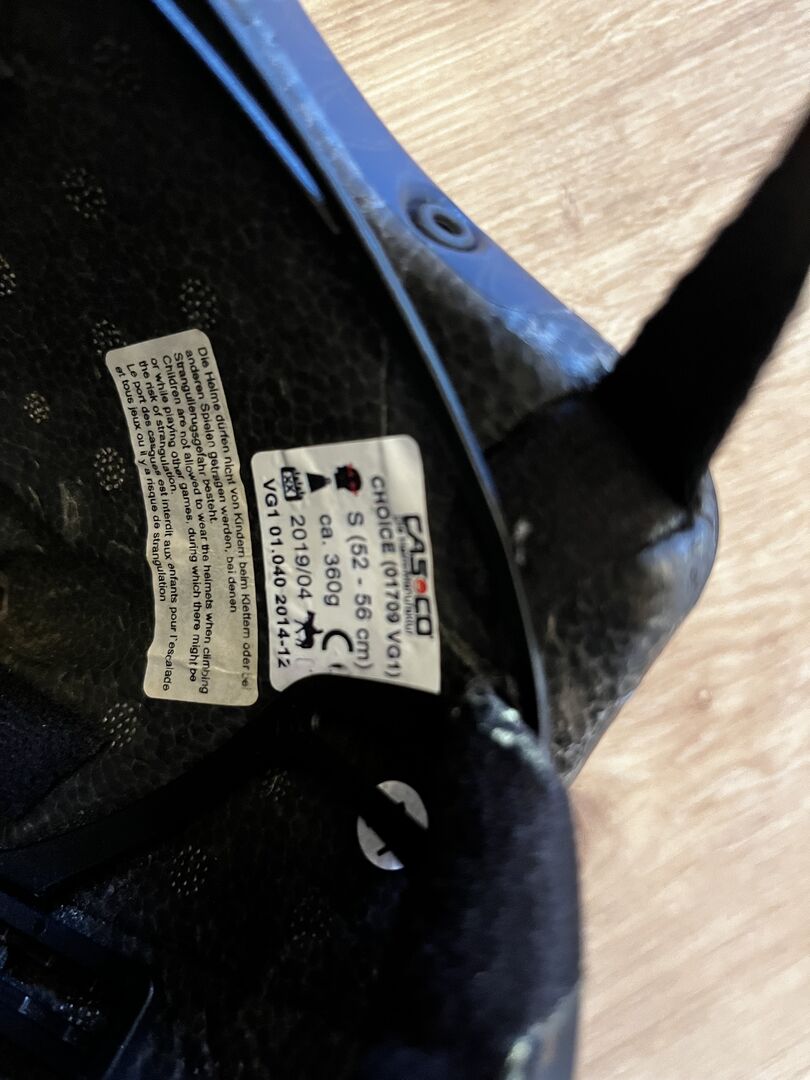 CASCO
CHOICE (01709 VG1)
S (52 - 56 cm)
ca. 360g
2019/04
VG1 01.040 2014-12
Die Helme dürfen nicht von Kindern beim Klettern oder bei
anderen Spielen getragen werden, bei denen
Strangulierugsgefahr besteht.
Children are not allowed to wear the helmets when climbing
or while playing other games, during which there might be
the risk of strangulation.
Le port des casques est interdit aux enfants pour l'escalade
et tous jeux ou il y a risque de strangulation